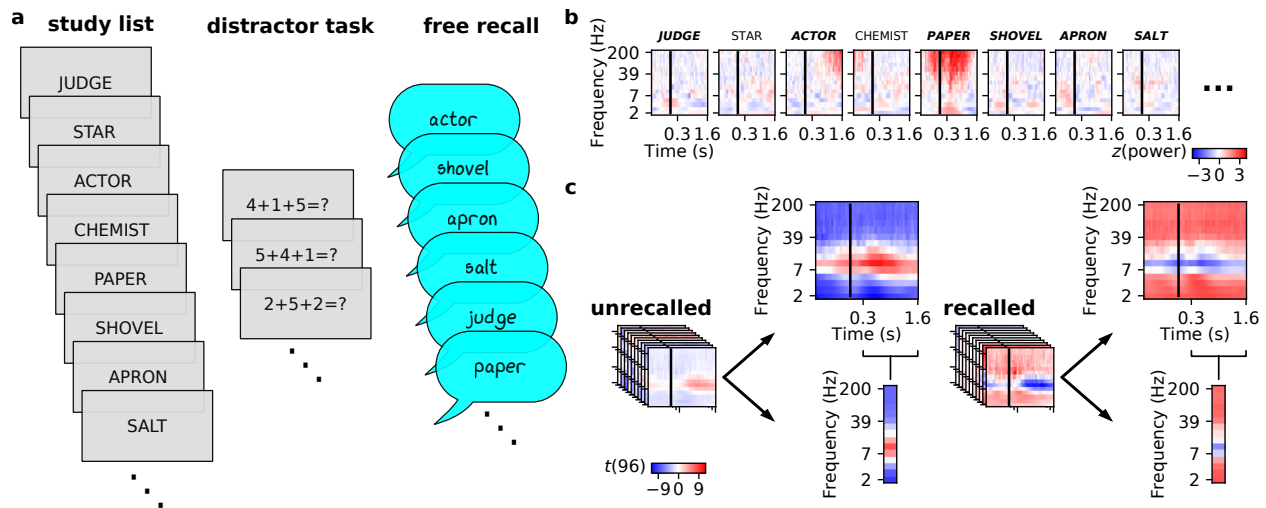 a
study list
JUDGE
STAR
ACTOR
CHEMIST
PAPER
SHOVEL
APRON
SALT
distractor task
4+1+5=?
5+4+1=?
2+5+2=?
free recall
actor
shovel
apron
salt
judge
paper
b
JUDGE STAR ACTOR CHEMIST PAPER SHOVEL APRON SALT
Frequency (Hz)
200
39
7
2
0.3 1.6 0.3 1.6 0.3 1.6 0.3 1.6 0.3 1.6 0.3 1.6 0.3 1.6 0.3 1.6
Time (s)
...
z(power)
−3 0 3
c
unrecalled
Frequency (Hz)
200
39
7
2
0.3 1.6
Time (s)
Frequency (Hz)
200
39
7
2
t(96)
−9 0 9
recalled
Frequency (Hz)
200
39
7
2
0.3 1.6
Time (s)
Frequency (Hz)
200
39
7
2